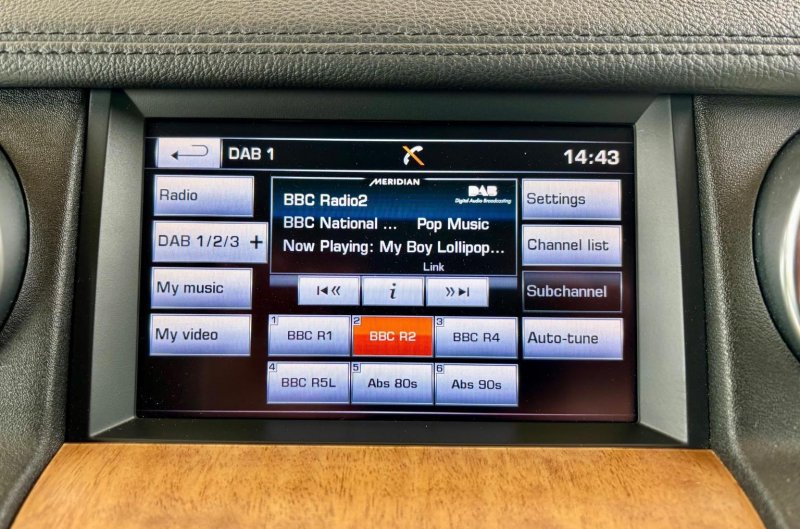 DAB 1
14:43
Radio
DAB 1/2/3 +
My music
My video
MERIDIAN
DAB
Digital Audio Broadcasting
BBC Radio2
BBC National ... Pop Music
Now Playing: My Boy Lollipop...
Link
i
Settings
Channel list
Subchannel
Auto-tune
1 BBC R1
2 BBC R2
3 BBC R4
4 BBC R5L
5 Abs 80s
6 Abs 90s